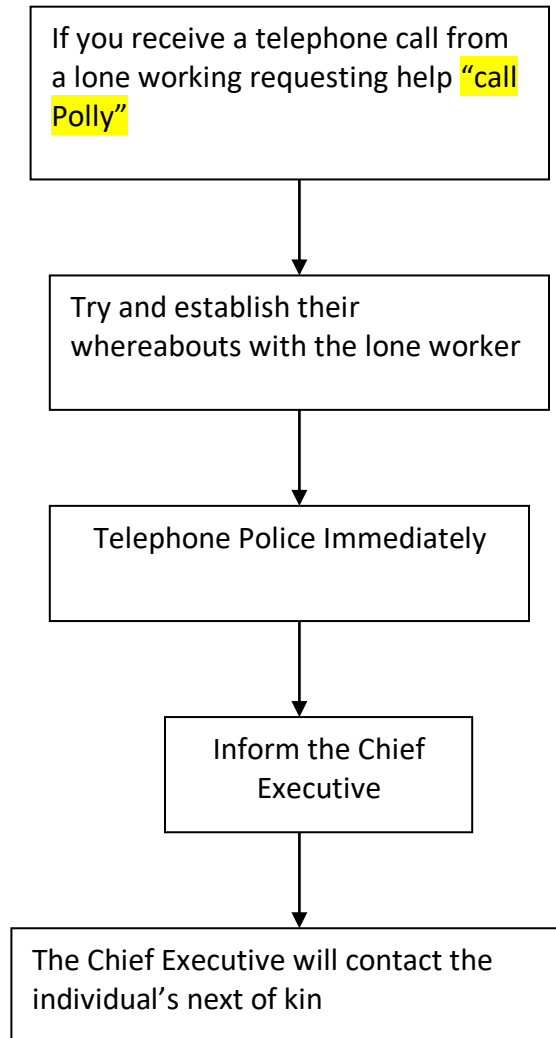 If you receive a telephone call from
a lone working requesting help “call
Polly”
Try and establish their
whereabouts with the lone worker
Telephone Police Immediately
Inform the Chief
Executive
The Chief Executive will contact the
individual’s next of kin